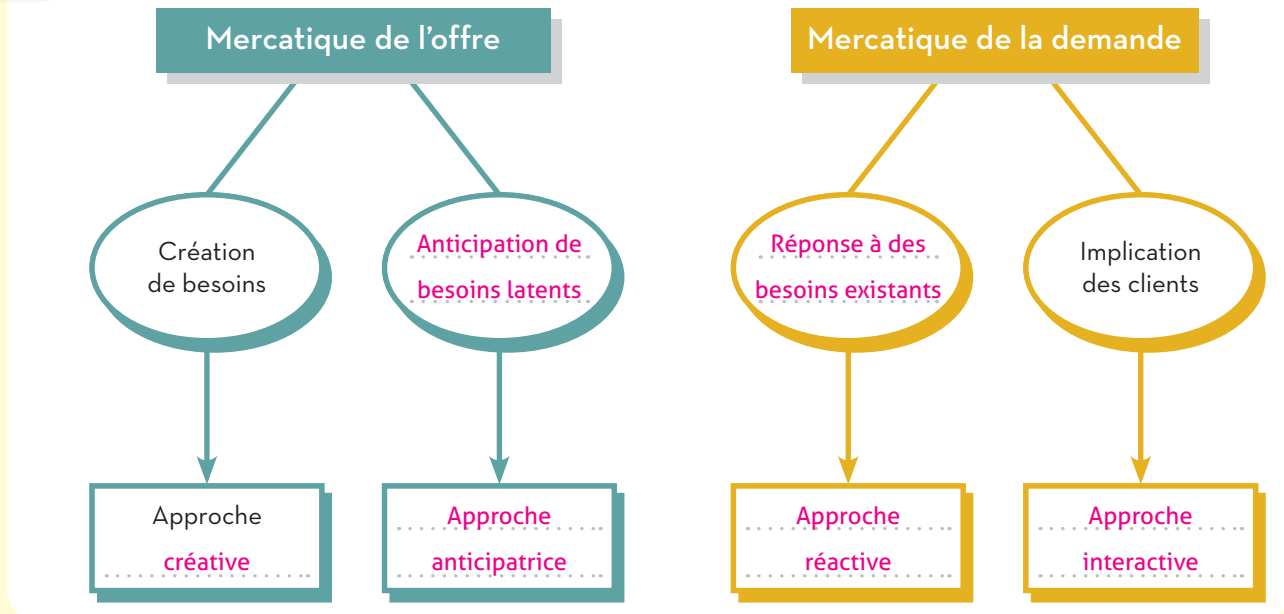 Mercatique de l'offre
Création
de besoins
Anticipation de
besoins latents
Approche
créative
Approche
anticipatrice
Mercatique de la demande
Réponse à des
besoins existants
Implication
des clients
Approche
réactive
Approche
interactive